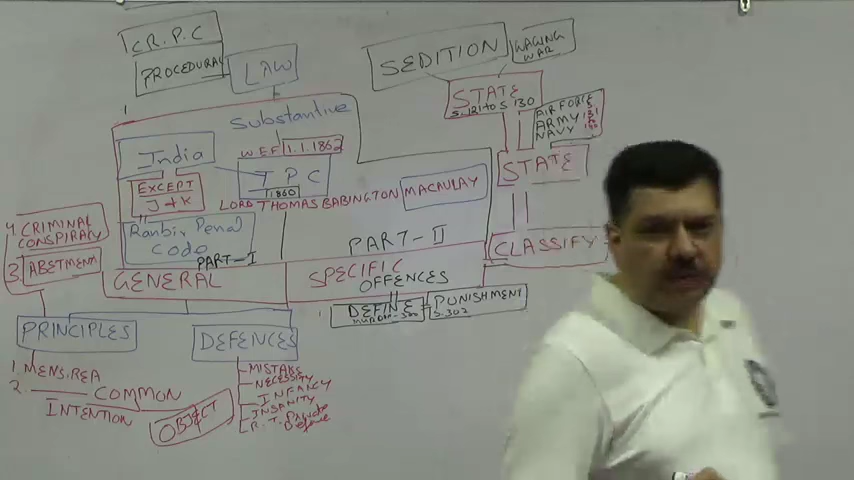 CR.P.C
PROCEDURAL
LAW
SEDITION
WAGING
WAR
STATE
S. 121 to S 130
AIR FORCE
ARMY
NAVY
Substantive
W.E.F 1.1.1862
India
IPC
1860
EXCEPT
J+K
LORD THOMAS BABINGTON MACAULAY
STATE
4. CRIMINAL
CONSPIRACY
3 ABETMENT
Ranbir Penal
Code
PART-I
GENERAL
PART-II
SPECIFIC
OFFENCES
CLASSIFY
DEFINE
PUNISHMENT
S.302
PRINCIPLES
DEFENCES
1. MENS.REA
2. COMMON
INTENTION
OBJECT
MISTAKE
NECESSITY
INFANCY
INSANITY
R.T. Private
Defence